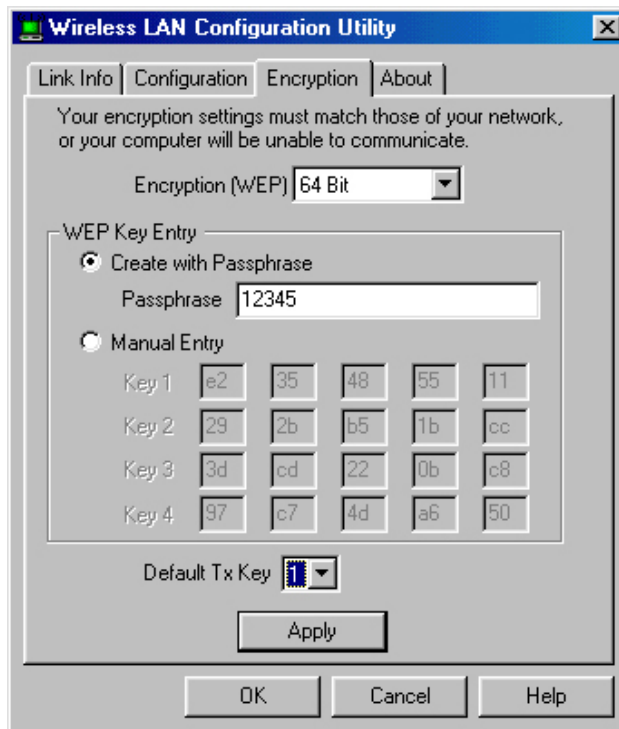 Wireless LAN Configuration Utility
Link Info Configuration Encryption About
Your encryption settings must match those of your network,
or your computer will be unable to communicate.
Encryption (WEP) 64 Bit
WEP Key Entry
Create with Passphrase
Passphrase 12345
Manual Entry
Key 1 e2 35 48 55 11
Key 2 29 2b b5 1b cc
Key 3 3d cd 22 0b c8
Key 4 97 c7 4d a6 50
Default Tx Key 1
Apply
OK Cancel Help